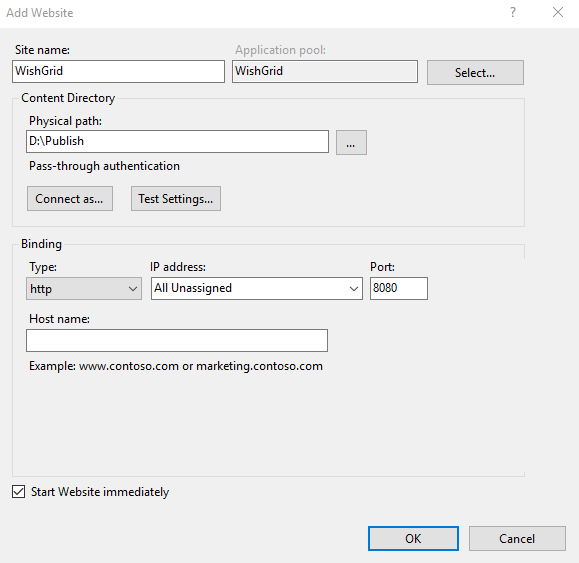 Add Website ?
Site name: Application pool:
WishGrid WishGrid Select...
Content Directory
Physical path:
D:\Publish ...
Pass-through authentication
Connect as... Test Settings...
Binding
Type: IP address: Port:
http All Unassigned 8080
Host name:
Example: www.contoso.com or marketing.contoso.com
Start Website immediately
OK Cancel